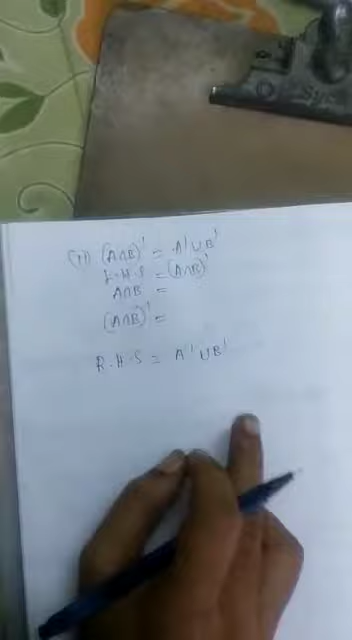 (ii) (A∩B)' = A'∪B'
L.H.S = (A∩B)'
A∩B =
(A∩B)' =
R.H.S = A'∪B'